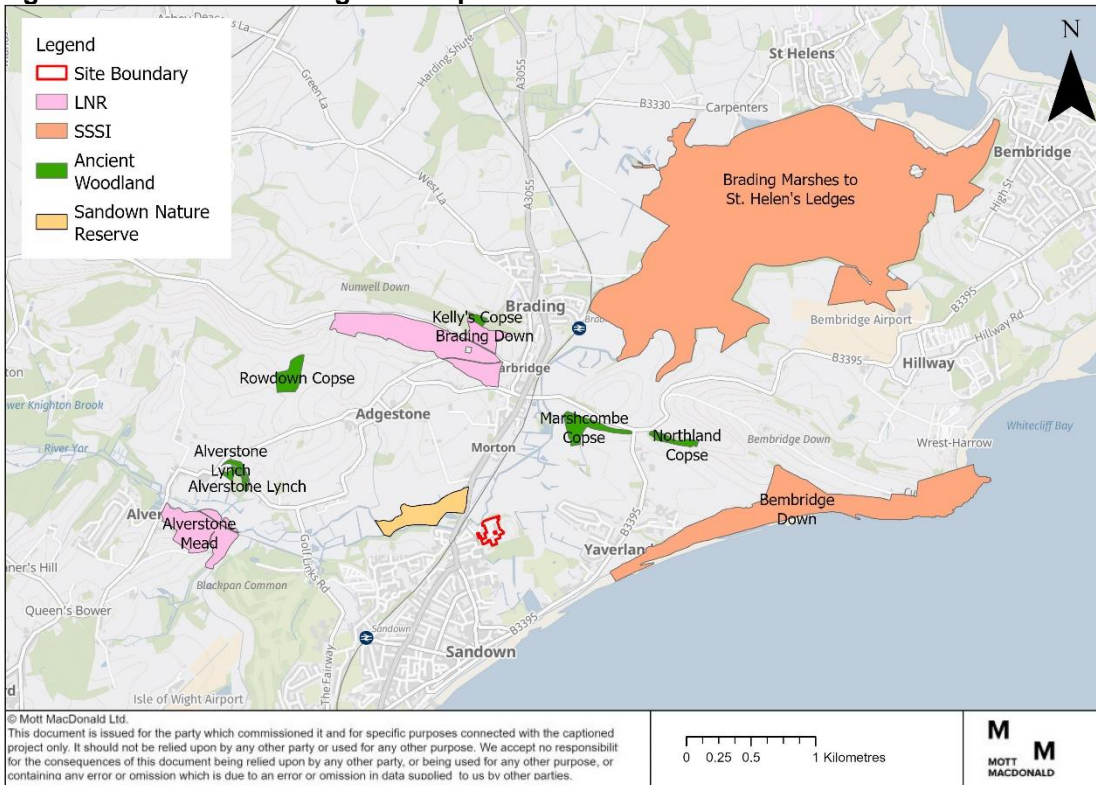 Legend
Site Boundary
LNR
SSSI
Ancient
Woodland
Sandown Nature
Reserve
N
St Helens
Harding Shute
Green La
A3055
B3330
Carpenters
West La
A3055
Bembridge
High St
Brading Marshes to
St. Helen's Ledges
Nunwell Down
Brading
Kelly's Copse
Brading Down
Bembridge Airport
B3395
Hillway Rd
Hillway
B3395
Rowdown Copse
Adgestone
Marshcombe
Copse
Northland
Copse
Bembridge Down
Wrest-Harrow
Whitecliff Bay
Morton
River Yar
Alverstone
Lynch
Alverstone Lynch
Alverstone
Mead
Bembridge
Down
Yaverland
B3395
Golf Links Rd
Blackpan Common
Queen's Bower
Sandown
B3395
Sandown
The Fairway
Isle of Wight Airport
© Mott MacDonald Ltd.
This document is issued for the party which commissioned it and for specific purposes connected with the captioned
project only. It should not be relied upon by any other party or used for any other purpose. We accept no responsibilit
for the consequences of this document being relied upon by any other party, or being used for any other purpose, or
containing any error or omission which is due to an error or omission in data supplied to us by other parties.
0 0.25 0.5 1 Kilometres
M
M
MOTT
MACDONALD